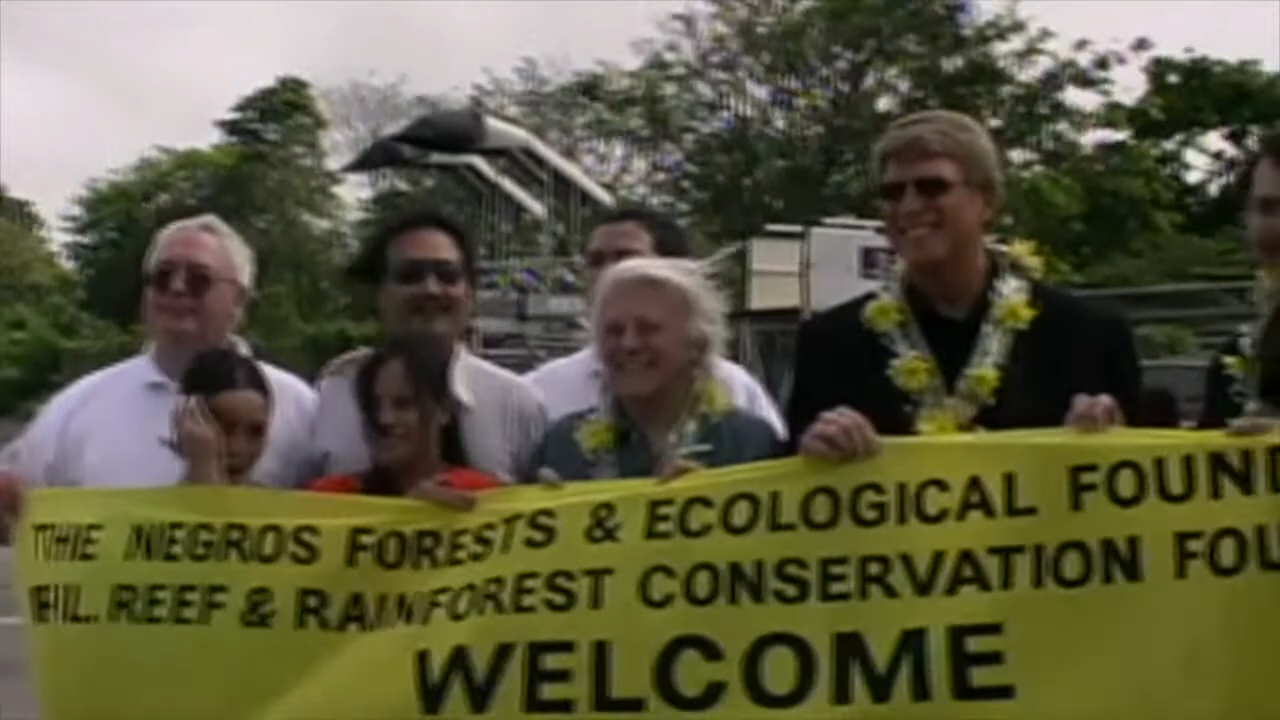 THE NEGROS FORESTS & ECOLOGICAL FOUND
PHIL. REEF & RAINFOREST CONSERVATION FOU
WELCOME